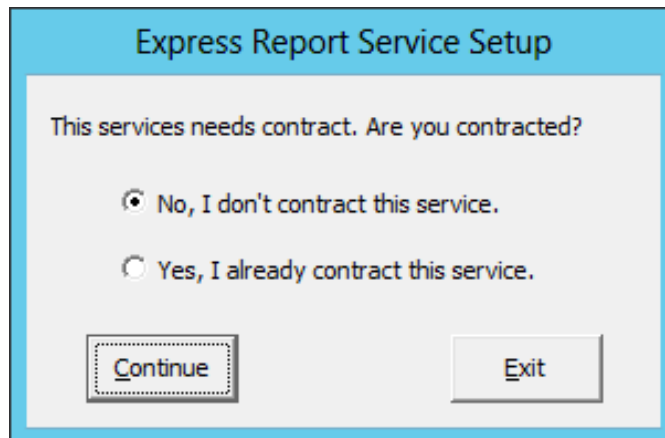 Express Report Service Setup
This services needs contract. Are you contracted?
No, I don't contract this service.
Yes, I already contract this service.
Continue
Exit